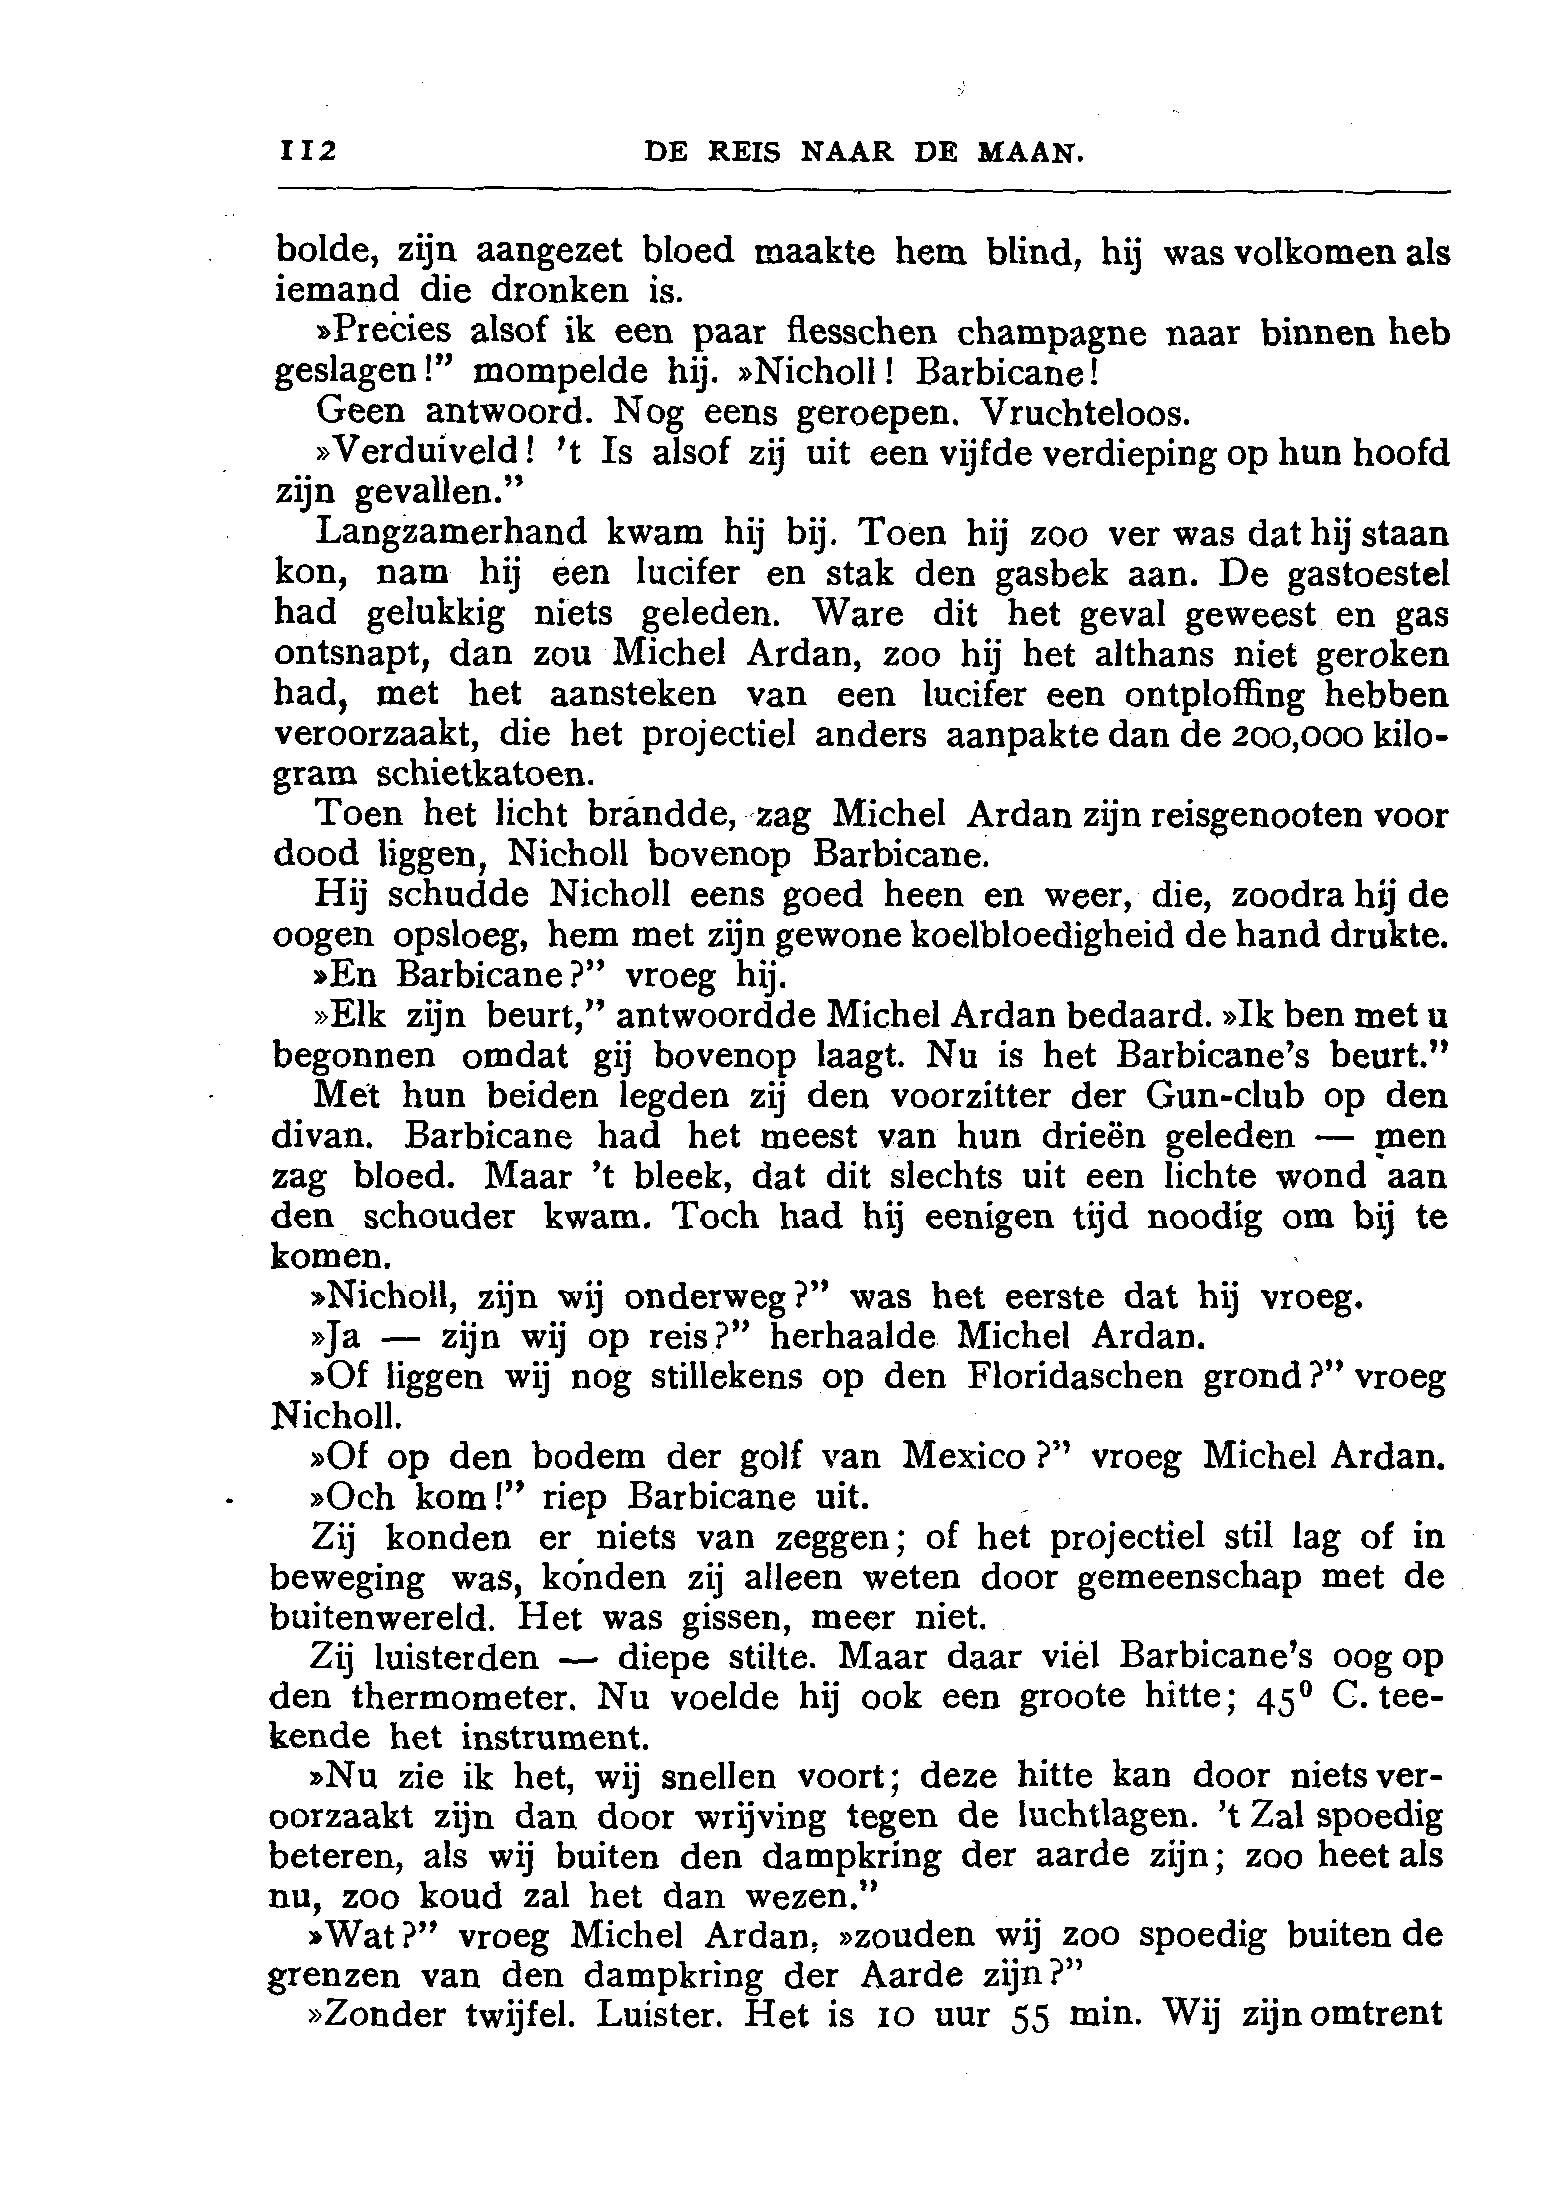 112 DE REIS NAAR DE MAAN.
bolde, zijn aangezet bloed maakte hem blind, hij was volkomen als
iemand die dronken is.
»Precies alsof ik een paar flesschen champagne naar binnen heb
geslagen!” mompelde hij. »Nicholl! Barbicane!
Geen antwoord. Nog eens geroepen. Vruchteloos.
»Verduiveld! ’t Is alsof zij uit een vijfde verdieping op hun hoofd
zijn gevallen.”
Langzamerhand kwam hij bij. Toen hij zoo ver was dat hij staan
kon, nam hij een lucifer en stak den gasbek aan. De gastoestel
had gelukkig niets geleden. Ware dit het geval geweest en gas
ontsnapt, dan zou Michel Ardan, zoo hij het althans niet geroken
had, met het aansteken van een lucifer een ontploffing hebben
veroorzaakt, die het projectiel anders aanpakte dan de 200,000 kilo-
gram schietkatoen.
Toen het licht brandde, zag Michel Ardan zijn reisgenooten voor
dood liggen, Nicholl bovenop Barbicane.
Hij schudde Nicholl eens goed heen en weer, die, zoodra hij de
oogen opsloeg, hem met zijn gewone koelbloedigheid de hand drukte.
»En Barbicane?” vroeg hij.
»Elk zijn beurt,” antwoordde Michel Ardan bedaard. »Ik ben met u
begonnen omdat gij bovenop laagt. Nu is het Barbicane’s beurt.”
Met hun beiden legden zij den voorzitter der Gun-club op den
divan. Barbicane had het meest van hun drieën geleden — men
zag bloed. Maar ’t bleek, dat dit slechts uit een lichte wond aan
den schouder kwam. Toch had hij eenigen tijd noodig om bij te
komen.
»Nicholl, zijn wij onderweg?” was het eerste dat hij vroeg.
»Ja — zijn wij op reis?” herhaalde Michel Ardan.
»Of liggen wij nog stillekens op den Floridaschen grond?” vroeg
Nicholl.
»Of op den bodem der golf van Mexico?” vroeg Michel Ardan.
»Och kom!” riep Barbicane uit.
Zij konden er niets van zeggen; of het projectiel stil lag of in
beweging was, konden zij alleen weten door gemeenschap met de
buitenwereld. Het was gissen, meer niet.
Zij luisterden — diepe stilte. Maar daar viel Barbicane’s oog op
den thermometer. Nu voelde hij ook een groote hitte; 45⁰ C. tee-
kende het instrument.
»Nu zie ik het, wij snellen voort; deze hitte kan door niets ver-
oorzaakt zijn dan door wrijving tegen de luchtlagen. ’t Zal spoedig
beteren, als wij buiten den dampkring der aarde zijn; zoo heet als
nu, zoo koud zal het dan wezen.”
»Wat?” vroeg Michel Ardan, »zouden wij zoo spoedig buiten de
grenzen van den dampkring der Aarde zijn?”
»Zonder twijfel. Luister. Het is 10 uur 55 min. Wij zijn omtrent